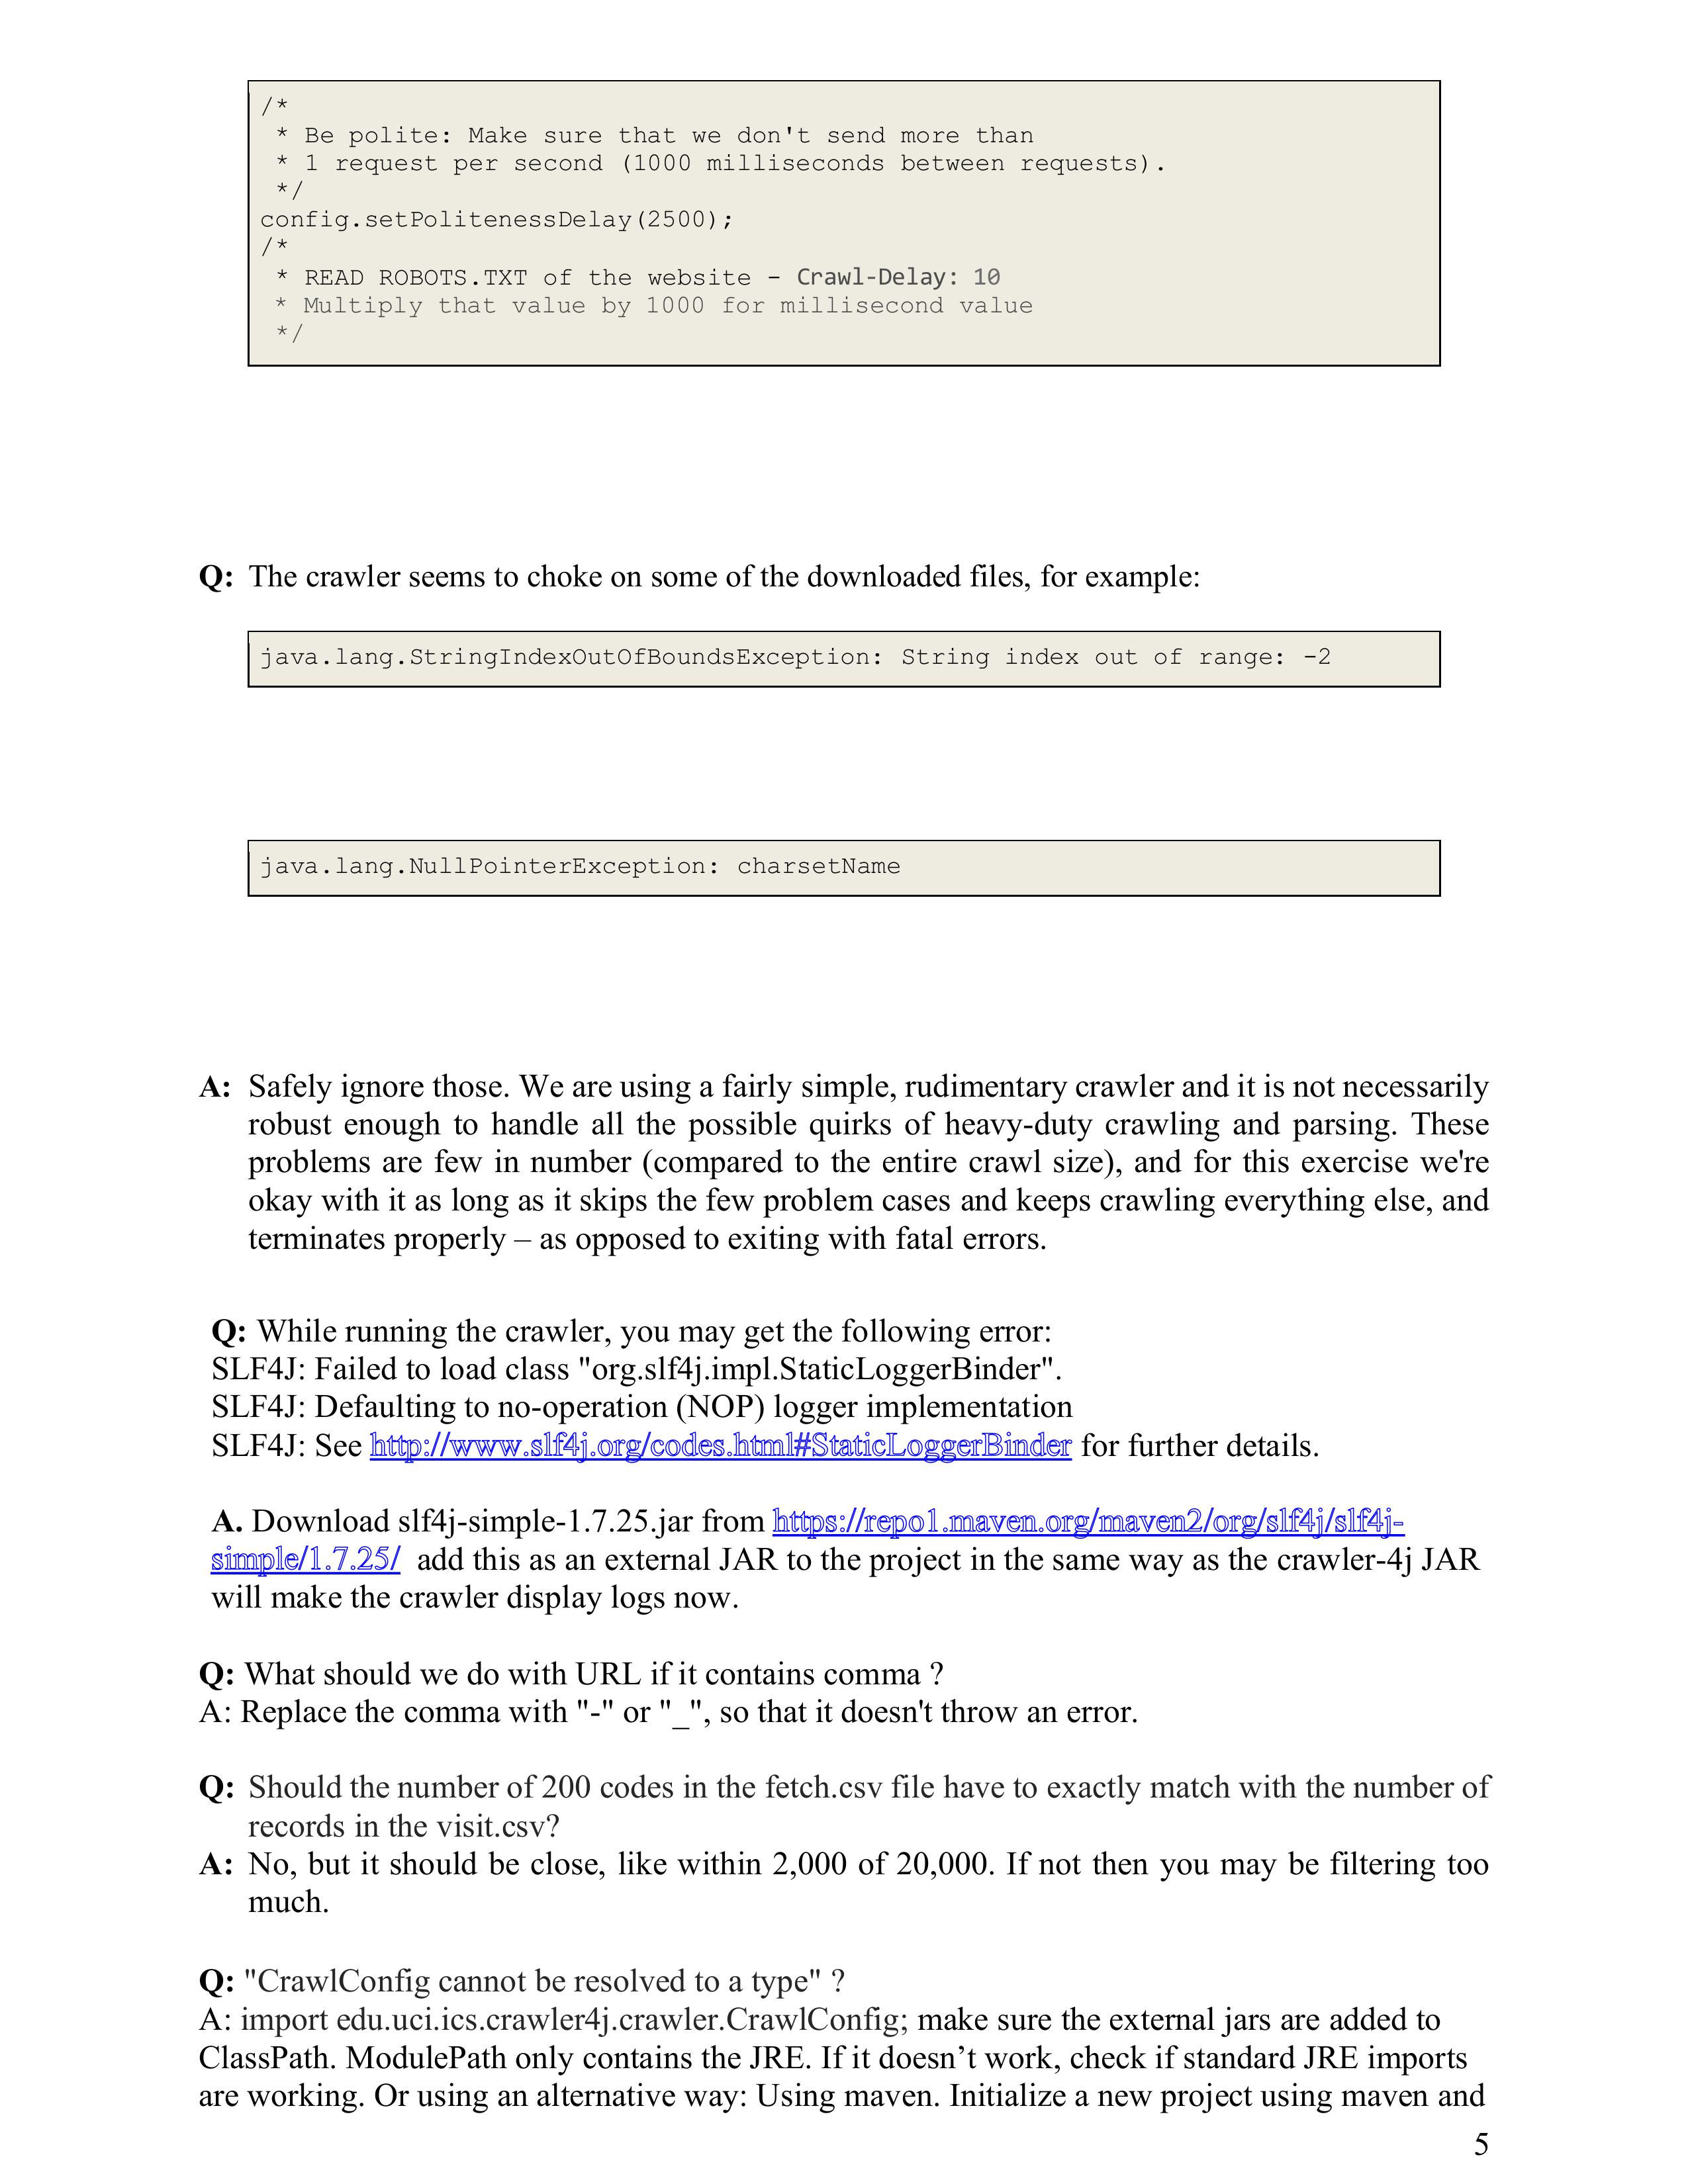 /*
 * Be polite: Make sure that we don't send more than
 * 1 request per second (1000 milliseconds between requests).
 */
config.setPolitenessDelay(2500);
/*
 * READ ROBOTS.TXT of the website - Crawl-Delay: 10
 * Multiply that value by 1000 for millisecond value
 */
Q: The crawler seems to choke on some of the downloaded files, for example:
java.lang.StringIndexOutOfBoundsException: String index out of range: -2
java.lang.NullPointerException: charsetName
A: Safely ignore those. We are using a fairly simple, rudimentary crawler and it is not necessarily
robust enough to handle all the possible quirks of heavy-duty crawling and parsing. These
problems are few in number (compared to the entire crawl size), and for this exercise we're
okay with it as long as it skips the few problem cases and keeps crawling everything else, and
terminates properly – as opposed to exiting with fatal errors.
Q: While running the crawler, you may get the following error:
SLF4J: Failed to load class "org.slf4j.impl.StaticLoggerBinder".
SLF4J: Defaulting to no-operation (NOP) logger implementation
SLF4J: See http://www.slf4j.org/codes.html#StaticLoggerBinder for further details.
A. Download slf4j-simple-1.7.25.jar from https://repo1.maven.org/maven2/org/slf4j/slf4j-
simple/1.7.25/ add this as an external JAR to the project in the same way as the crawler-4j JAR
will make the crawler display logs now.
Q: What should we do with URL if it contains comma ?
A: Replace the comma with "-" or "_", so that it doesn't throw an error.
Q: Should the number of 200 codes in the fetch.csv file have to exactly match with the number of
records in the visit.csv?
A: No, but it should be close, like within 2,000 of 20,000. If not then you may be filtering too
much.
Q: "CrawlConfig cannot be resolved to a type" ?
A: import edu.uci.ics.crawler4j.crawler.CrawlConfig; make sure the external jars are added to
ClassPath. ModulePath only contains the JRE. If it doesn’t work, check if standard JRE imports
are working. Or using an alternative way: Using maven. Initialize a new project using maven and
5